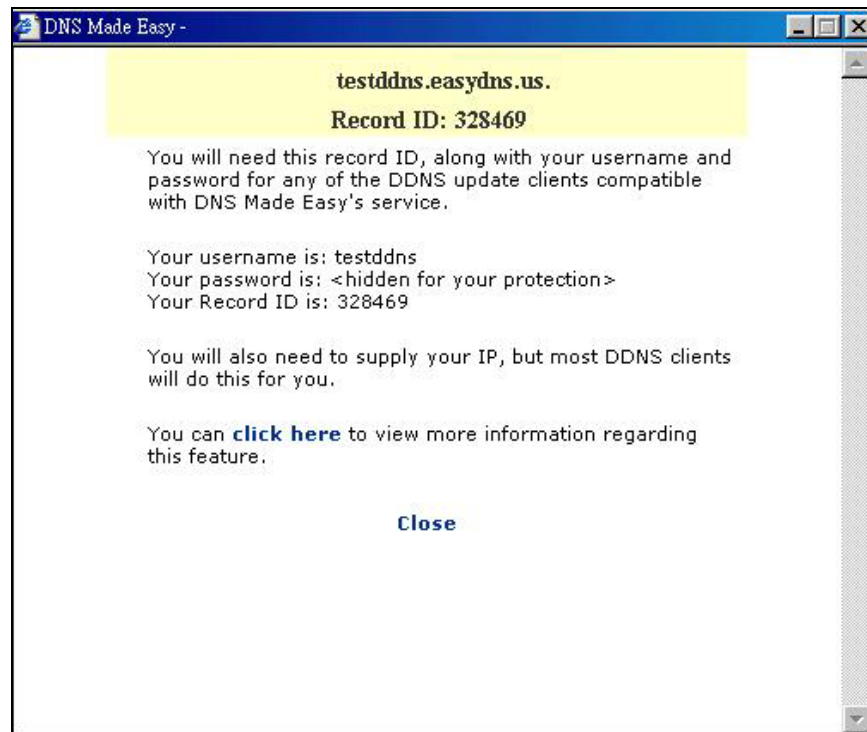 DNS Made Easy -
testddns.easydns.us.
Record ID: 328469
You will need this record ID, along with your username and
password for any of the DDNS update clients compatible
with DNS Made Easy's service.
Your username is: testddns
Your password is: <hidden for your protection>
Your Record ID is: 328469
You will also need to supply your IP, but most DDNS clients
will do this for you.
You can click here to view more information regarding
this feature.
Close